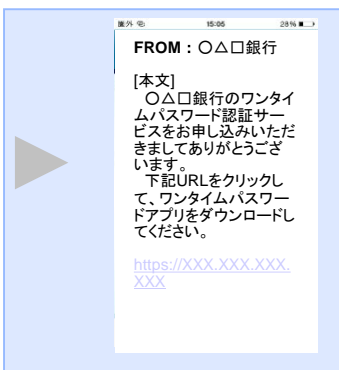 圏外 15:05 28%
FROM：〇△□銀行
[本文]
　〇△□銀行のワンタイ
ムパスワード認証サー
ビスをお申し込みいただ
きましてありがとうござ
います。
　下記URLをクリックし
て、ワンタイムパスワー
ドアプリをダウンロードし
てください。
https://XXX.XXX.XXX.
XXX